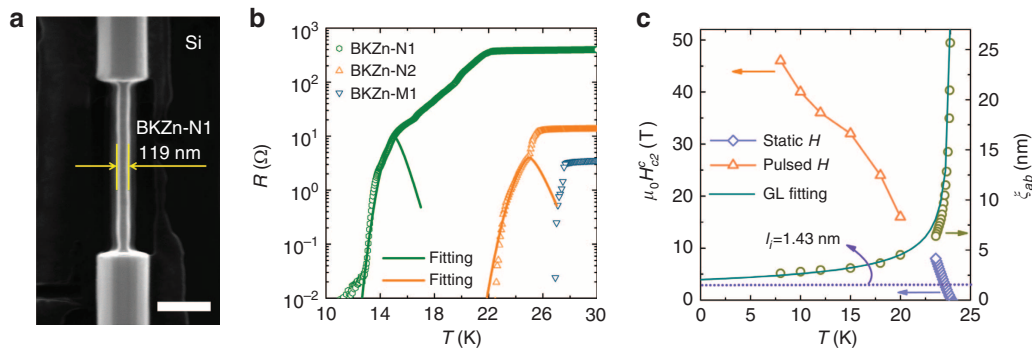 a
Si
BKZn-N1
119 nm
b
R (Ω)
10³
10²
10¹
10⁰
10⁻¹
10⁻²
BKZn-N1
BKZn-N2
BKZn-M1
Fitting
Fitting
10 14 18 22 26 30
T (K)
c
μ₀H^c_c2 (T)
50
40
30
20
10
0
Static H
Pulsed H
GL fitting
l_i=1.43 nm
0 5 10 15 20 25
T (K)
25
20
15
10
5
0
ξ_ab (nm)